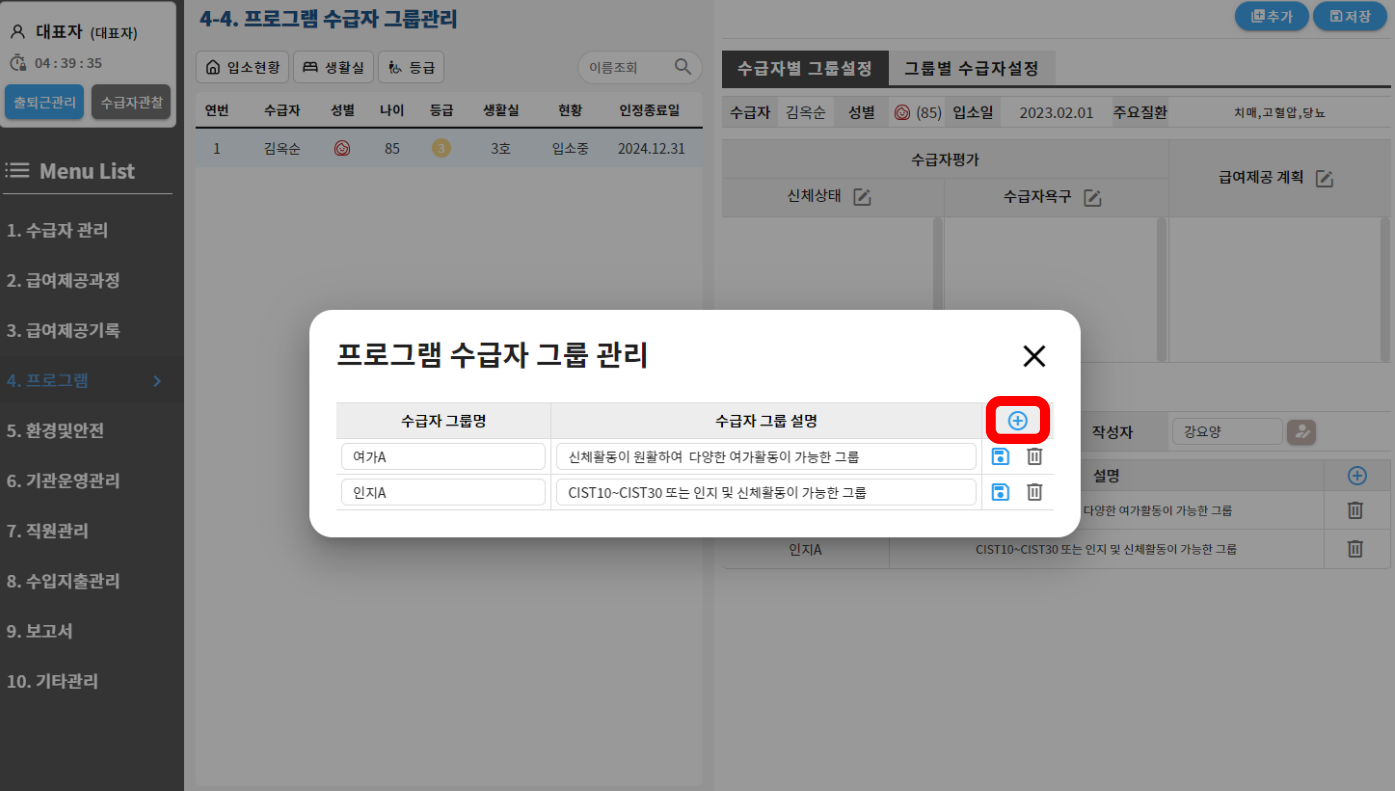 대표자 (대표자)
04 : 39 : 35
출퇴근관리 수급자관찰
Menu List
1. 수급자 관리
2. 급여제공과정
3. 급여제공기록
4. 프로그램
5. 환경및안전
6. 기관운영관리
7. 직원관리
8. 수입지출관리
9. 보고서
10. 기타관리
4-4. 프로그램 수급자 그룹관리
입소현황 생활실 등급 이름조회
연번 수급자 성별 나이 등급 생활실 현황 인정종료일
1 김옥순 85 3 3호 입소중 2024.12.31
추가 저장
수급자별 그룹설정 그룹별 수급자설정
수급자 김옥순 성별 (85) 입소일 2023.02.01 주요질환 치매,고혈압,당뇨
수급자평가 급여제공 계획
신체상태 수급자욕구
프로그램 수급자 그룹 관리
수급자 그룹명 수급자 그룹 설명
여가A 신체활동이 원활하여 다양한 여가활동이 가능한 그룹
인지A CIST10~CIST30 또는 인지 및 신체활동이 가능한 그룹
작성자 강요양
설명
다양한 여가활동이 가능한 그룹
인지A CIST10~CIST30 또는 인지 및 신체활동이 가능한 그룹